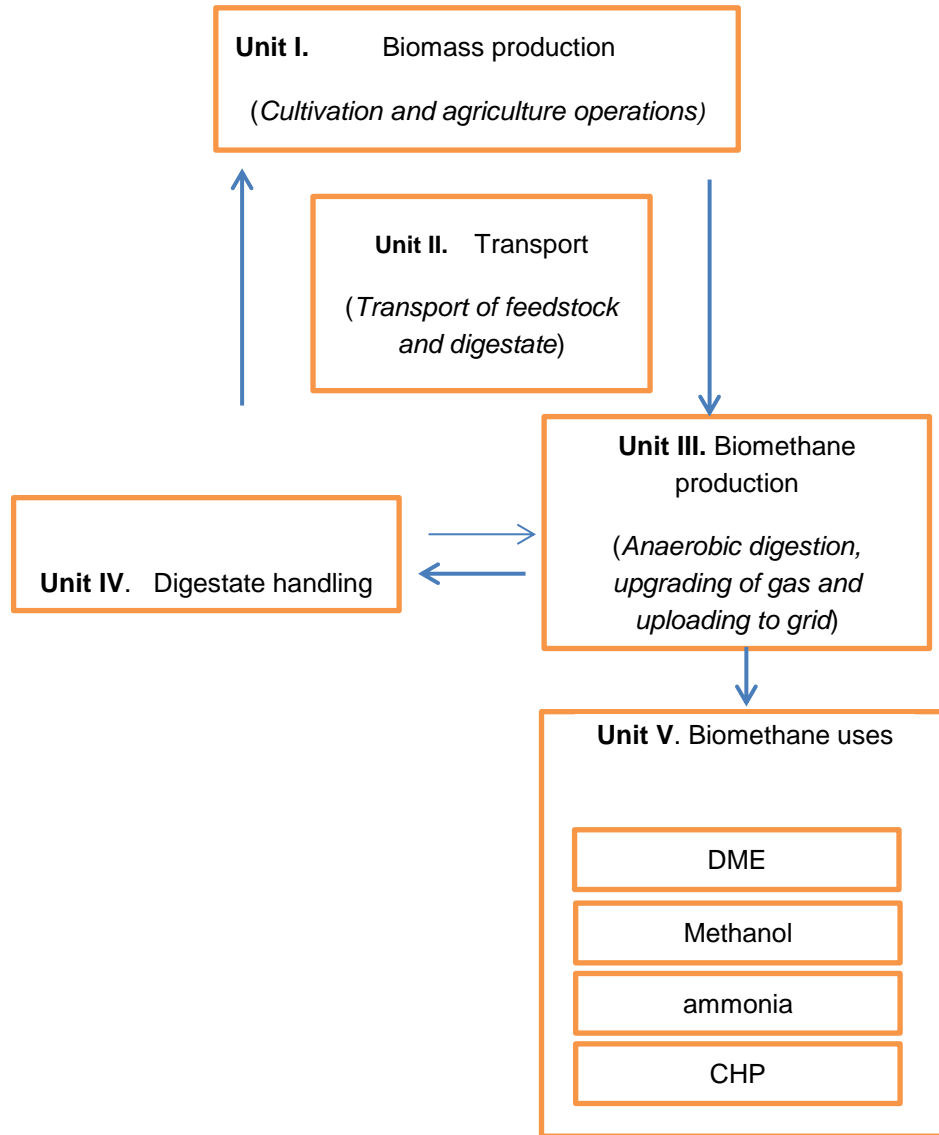 Unit I. Biomass production
(Cultivation and agriculture operations)
Unit II. Transport
(Transport of feedstock
and digestate)
Unit III. Biomethane
production
(Anaerobic digestion,
upgrading of gas and
uploading to grid)
Unit IV. Digestate handling
Unit V. Biomethane uses
DME
Methanol
ammonia
CHP